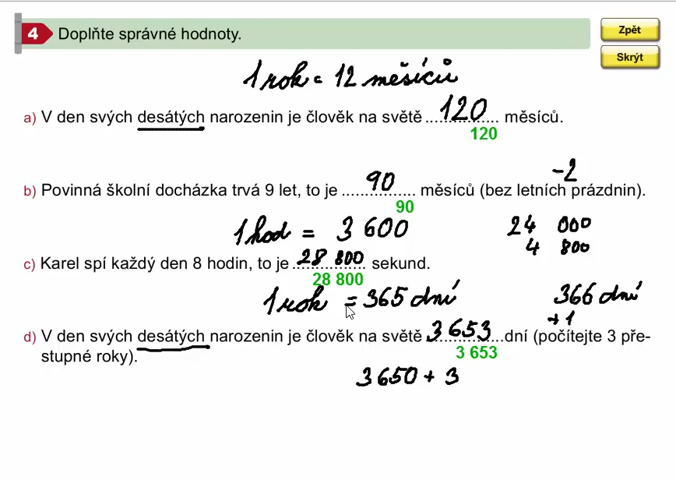 4 Doplňte správné hodnoty.
Zpět
Skrýt
1 rok = 12 měsíců
a) V den svých desátých narozenin je člověk na světě 120 měsíců.
120
-2
b) Povinná školní docházka trvá 9 let, to je 90 měsíců (bez letních prázdnin).
90
1 hod = 3 600
24 000
4 800
c) Karel spí každý den 8 hodin, to je 28 800 sekund.
28 800
1 rok = 365 dní
366 dní
+1
d) V den svých desátých narozenin je člověk na světě 3 653 dní (počítejte 3 pře-
3 653
stupné roky).
3 650 + 3